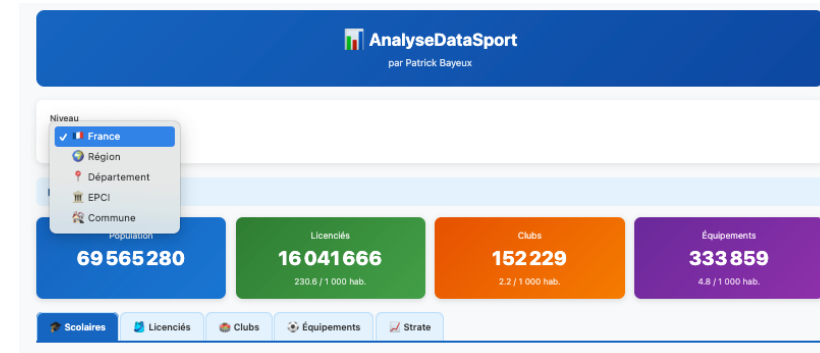 AnalyseDataSport
par Patrick Bayeux
Niveau
✓ France
Région
Département
EPCI
Commune
Population
69 565 280
Licenciés
16 041 666
230.6 / 1 000 hab.
Clubs
152 229
2.2 / 1 000 hab.
Équipements
333 859
4.8 / 1 000 hab.
Scolaires
Licenciés
Clubs
Équipements
Strate